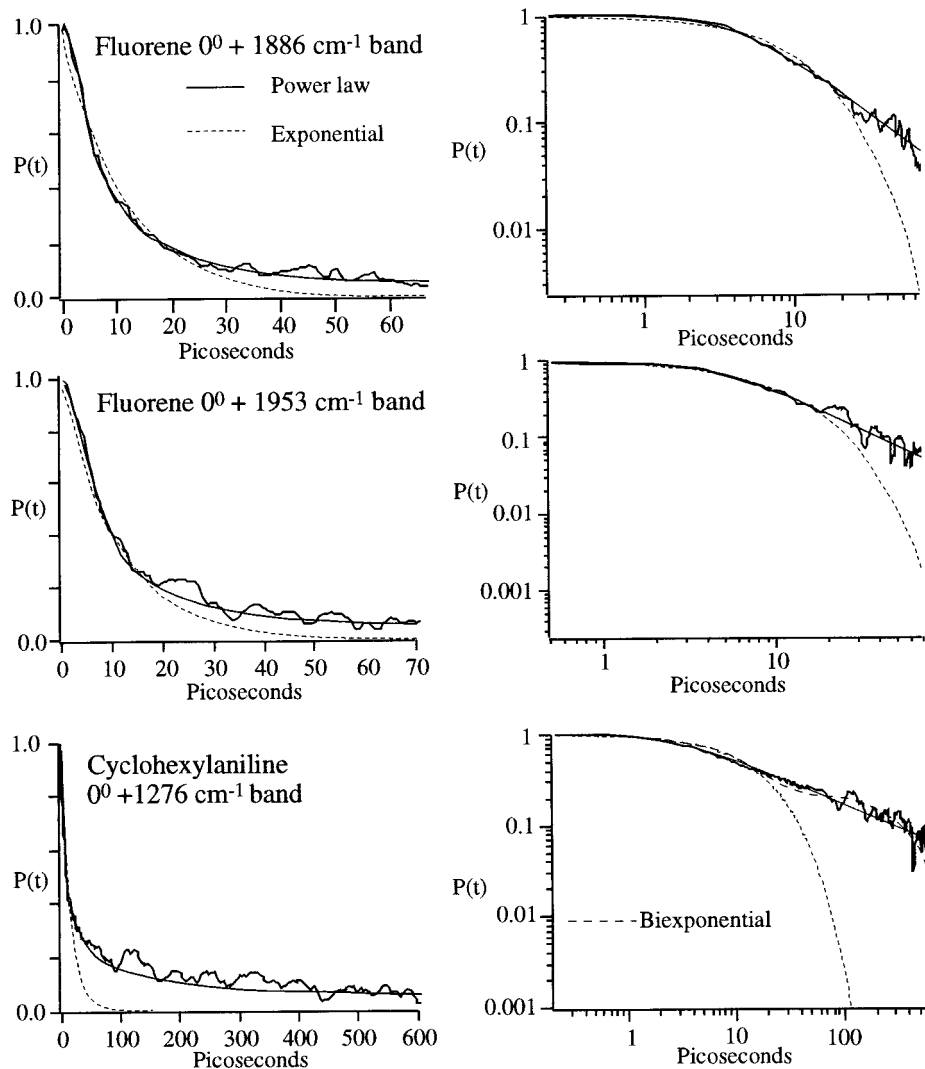 1.0
Fluorene 0⁰ + 1886 cm⁻¹ band
Power law
Exponential
P(t)
0.0
0 10 20 30 40 50 60
Picoseconds
1
0.1
P(t)
0.01
1 10
Picoseconds
1.0
Fluorene 0⁰ + 1953 cm⁻¹ band
P(t)
0.0
0 10 20 30 40 50 60 70
Picoseconds
1
0.1
P(t)
0.01
0.001
1 10
Picoseconds
1.0
Cyclohexylaniline
0⁰ +1276 cm⁻¹ band
P(t)
0.0
0 100 200 300 400 500 600
Picoseconds
1
0.1
P(t)
0.01
Biexponential
0.001
1 10 100
Picoseconds